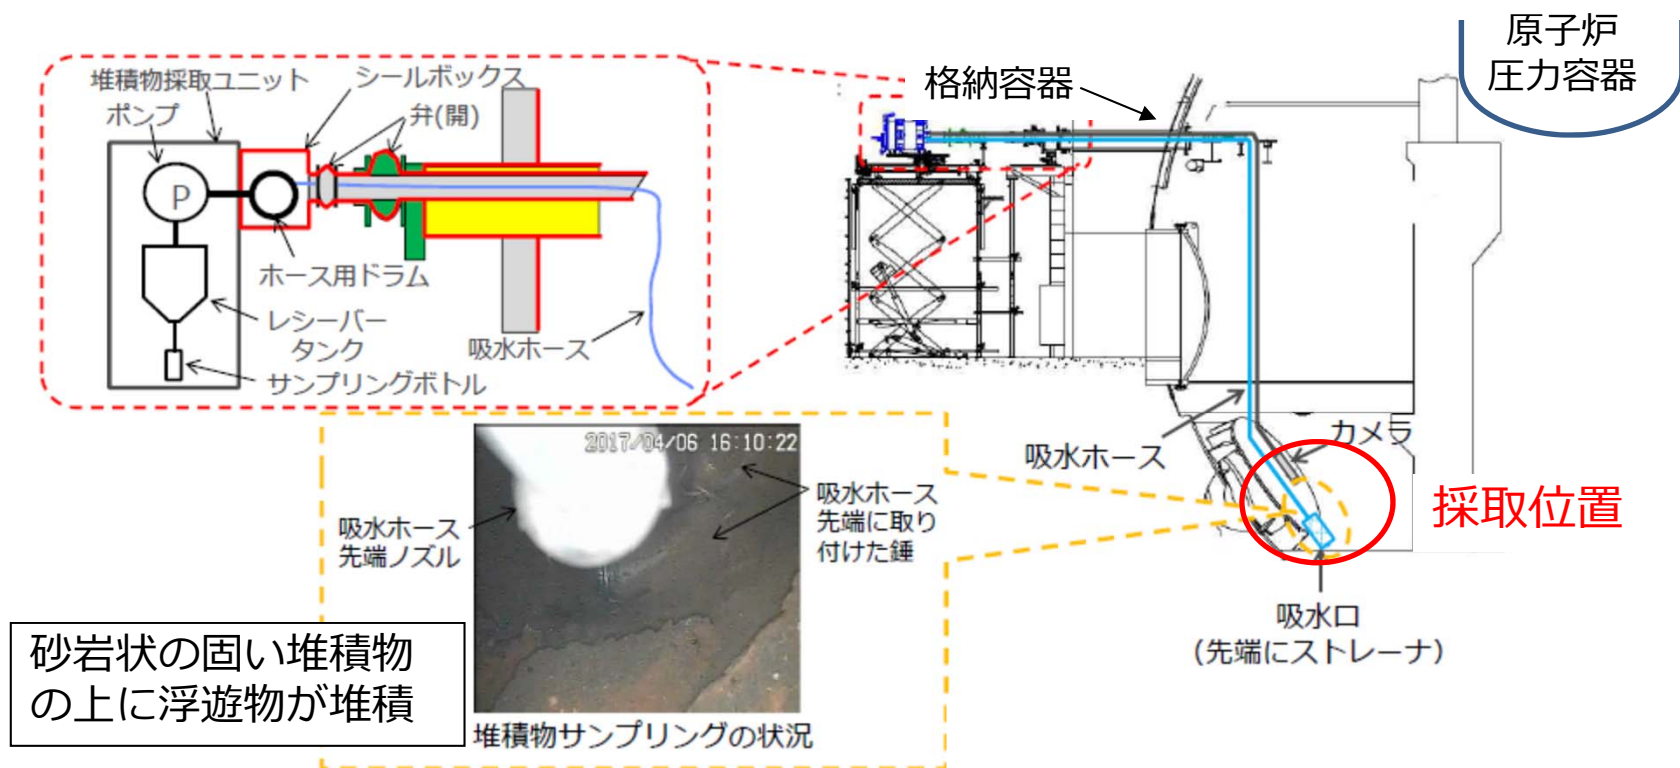 堆積物採取ユニット
シールボックス
ポンプ
弁(開)
P
ホース用ドラム
レシーバー
タンク
吸水ホース
サンプリングボトル
格納容器
原子炉
圧力容器
吸水ホース
カメラ
採取位置
吸水口
(先端にストレーナ)
2017/04/06 16:10:22
吸水ホース
先端ノズル
吸水ホース
先端に取り
付けた錘
堆積物サンプリングの状況
砂岩状の固い堆積物
の上に浮遊物が堆積